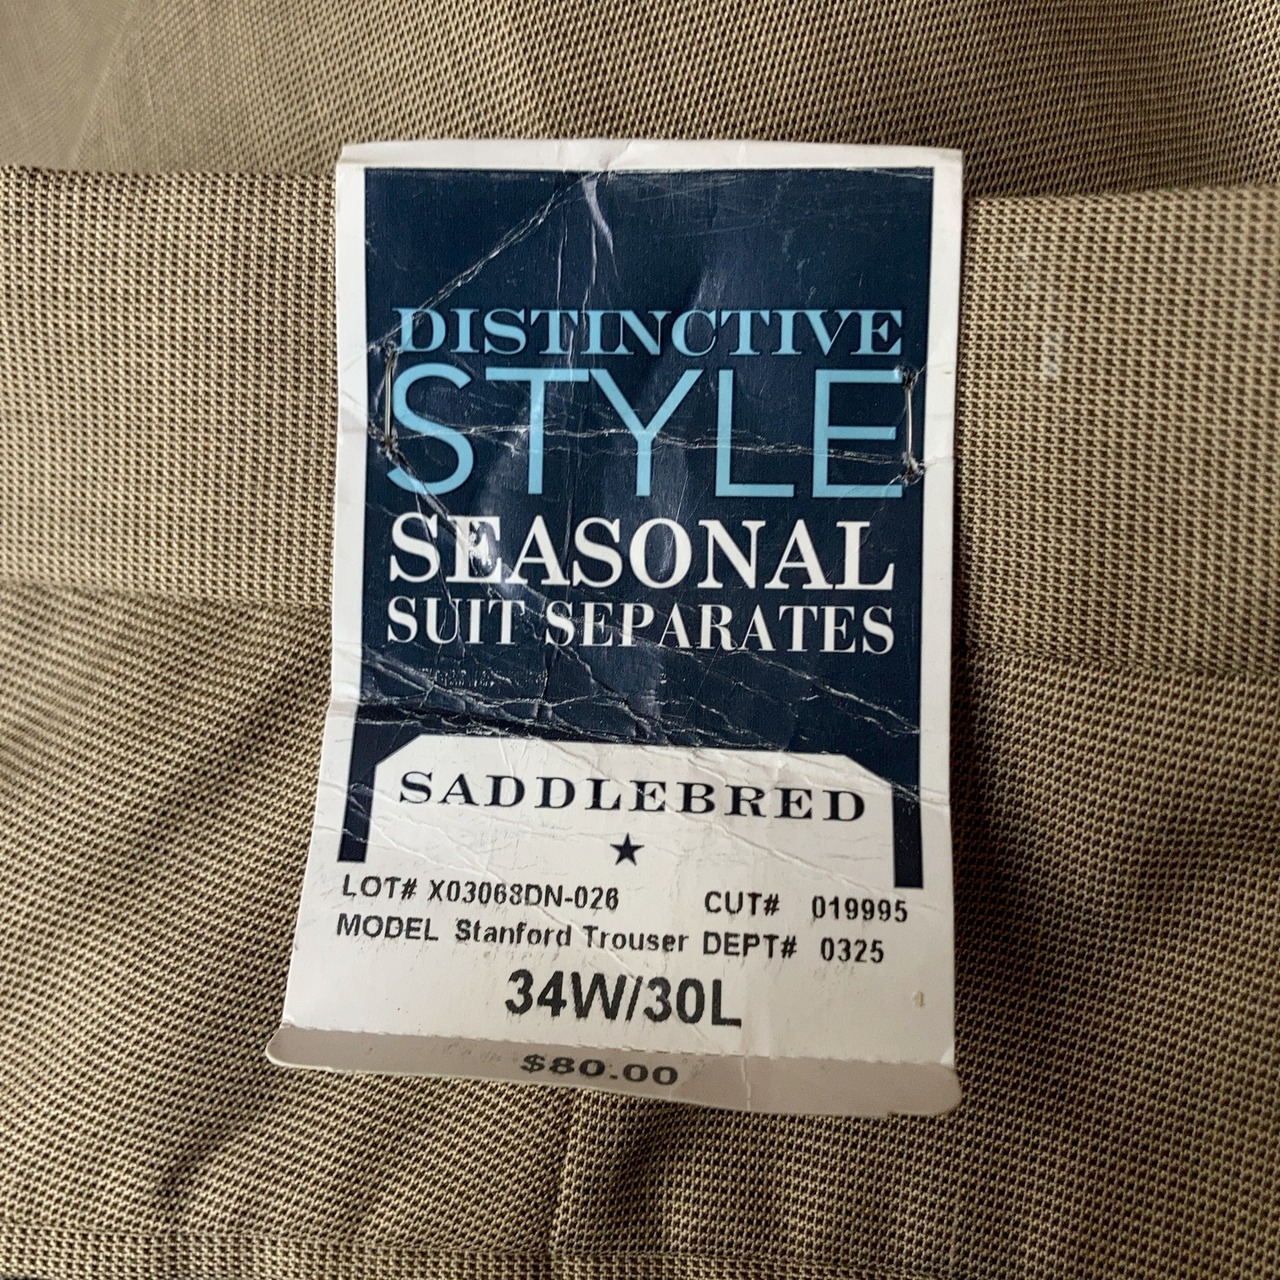 DISTINCTIVE
STYLE
SEASONAL
SUIT SEPARATES
SADDLEBRED
LOT# X03068DN-026 CUT# 019995
MODEL Stanford Trouser DEPT# 0325
34W/30L
$80.00